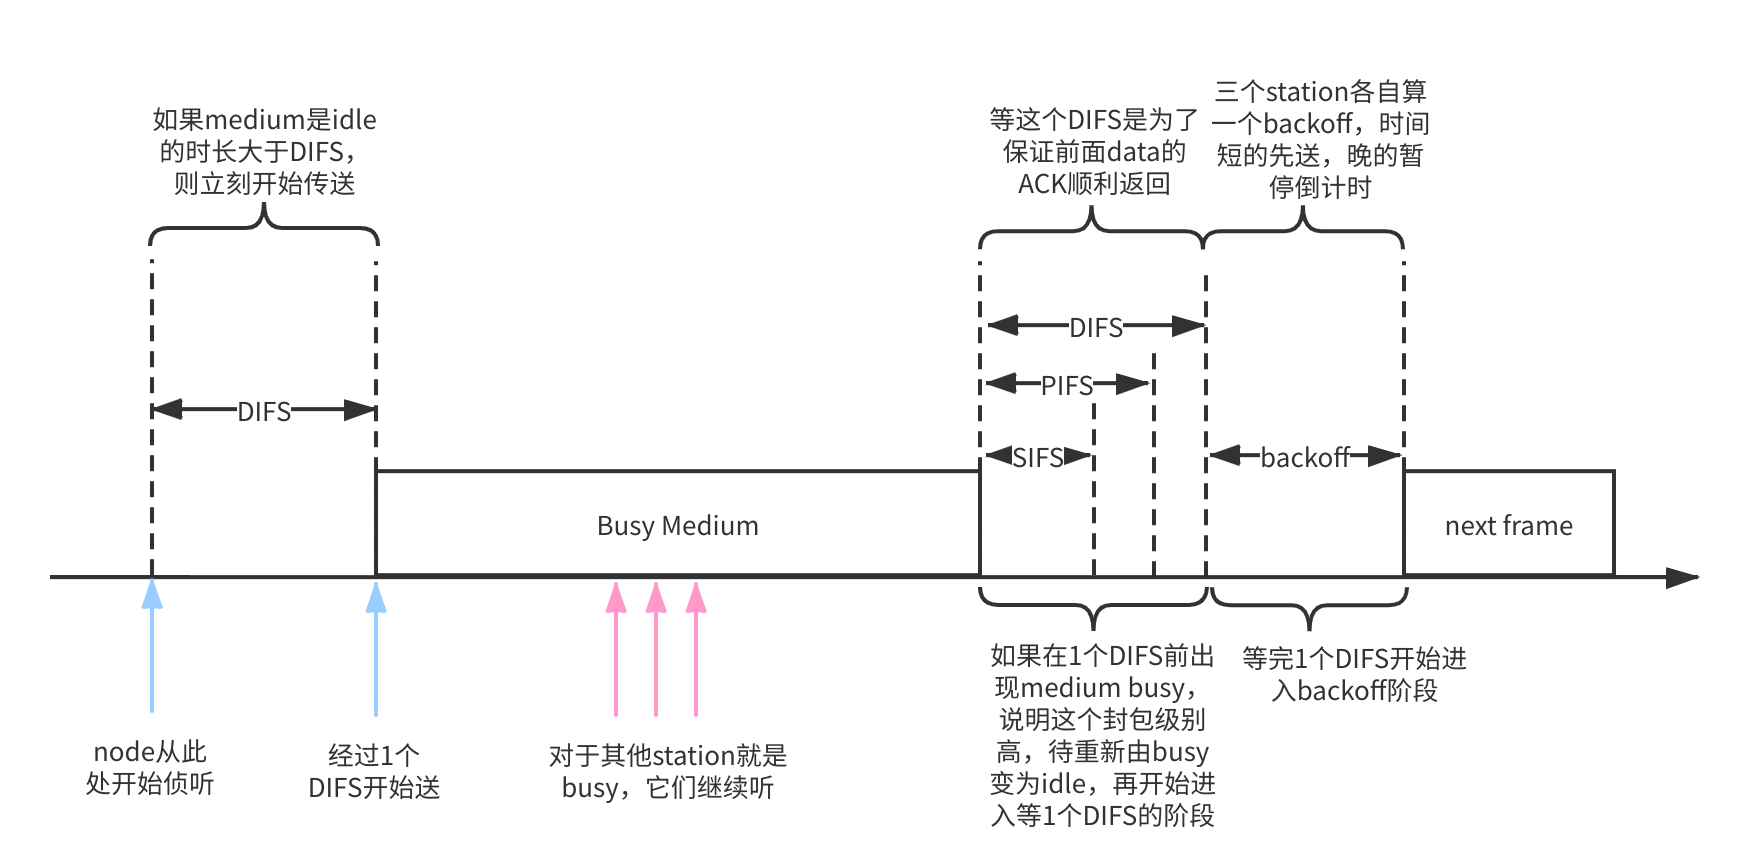 如果medium是idle
的时长大于DIFS，
则立刻开始传送
等这个DIFS是为了
保证前面data的
ACK顺利返回
三个station各自算
一个backoff，时间
短的先送，晚的暂
停倒计时
DIFS
DIFS
PIFS
SIFS
backoff
Busy Medium
next frame
node从此
处开始侦听
经过1个
DIFS开始送
对于其他station就是
busy，它们继续听
如果在1个DIFS前出
现medium busy，
说明这个封包级别
高，待重新由busy
变为idle，再开始进
入等1个DIFS的阶段
等完1个DIFS开始进
入backoff阶段